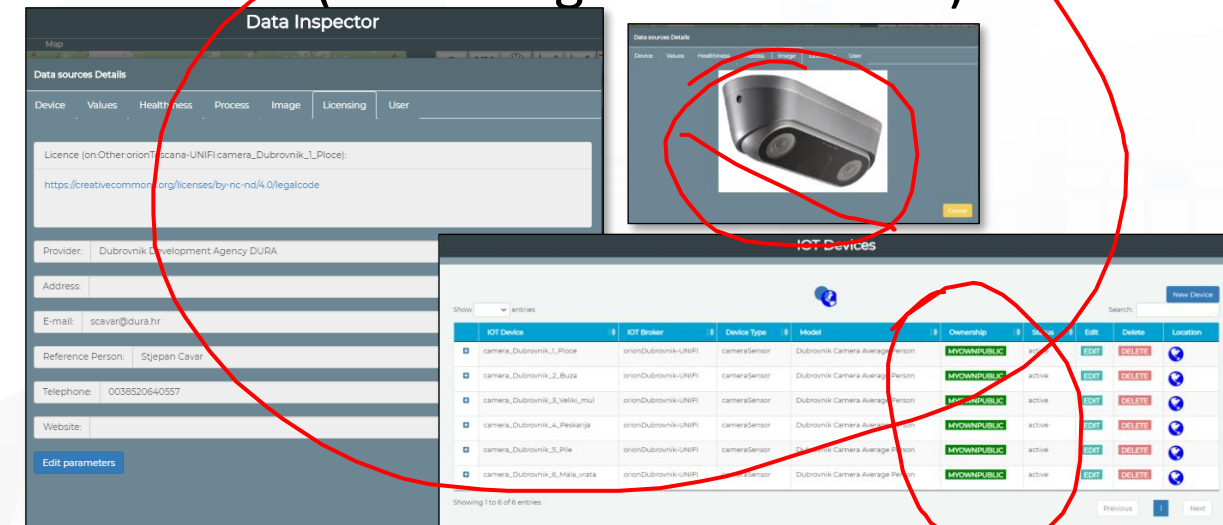 Data Inspector
Map
Data sources Details
Device Values Healthiness Process Image Licensing User
Licence (on:Other:orionToscana-UNIFI:camera_Dubrovnik_1_Ploce):
https://creativecommons.org/licenses/by-nc-nd/4.0/legalcode
Provider: Dubrovnik Development Agency DURA
Address:
E-mail: scavar@dura.hr
Reference Person: Stjepan Cavar
Telephone: 0038520640557
Website:
Edit parameters
Data sources Details
Device Values Healthiness Process Image Licensing User
Cancel
IOT Devices
New Device
Show entries Search:
IOT Device IOT Broker Device Type Model Ownership Status Edit Delete Location
camera_Dubrovnik_1_Ploce orionDubrovnik-UNIFI cameraSensor Dubrovnik Camera Average Person MYOWNPUBLIC active EDIT DELETE
camera_Dubrovnik_2_Buza orionDubrovnik-UNIFI cameraSensor Dubrovnik Camera Average Person MYOWNPUBLIC active EDIT DELETE
camera_Dubrovnik_3_Veliki_mul orionDubrovnik-UNIFI cameraSensor Dubrovnik Camera Average Person MYOWNPUBLIC active EDIT DELETE
camera_Dubrovnik_4_Peskarija orionDubrovnik-UNIFI cameraSensor Dubrovnik Camera Average Person MYOWNPUBLIC active EDIT DELETE
camera_Dubrovnik_5_Pile orionDubrovnik-UNIFI cameraSensor Dubrovnik Camera Average Person MYOWNPUBLIC active EDIT DELETE
camera_Dubrovnik_6_Mala_vrata orionDubrovnik-UNIFI cameraSensor Dubrovnik Camera Average Person MYOWNPUBLIC active EDIT DELETE
Showing 1 to 6 of 6 entries
Previous 1 Next